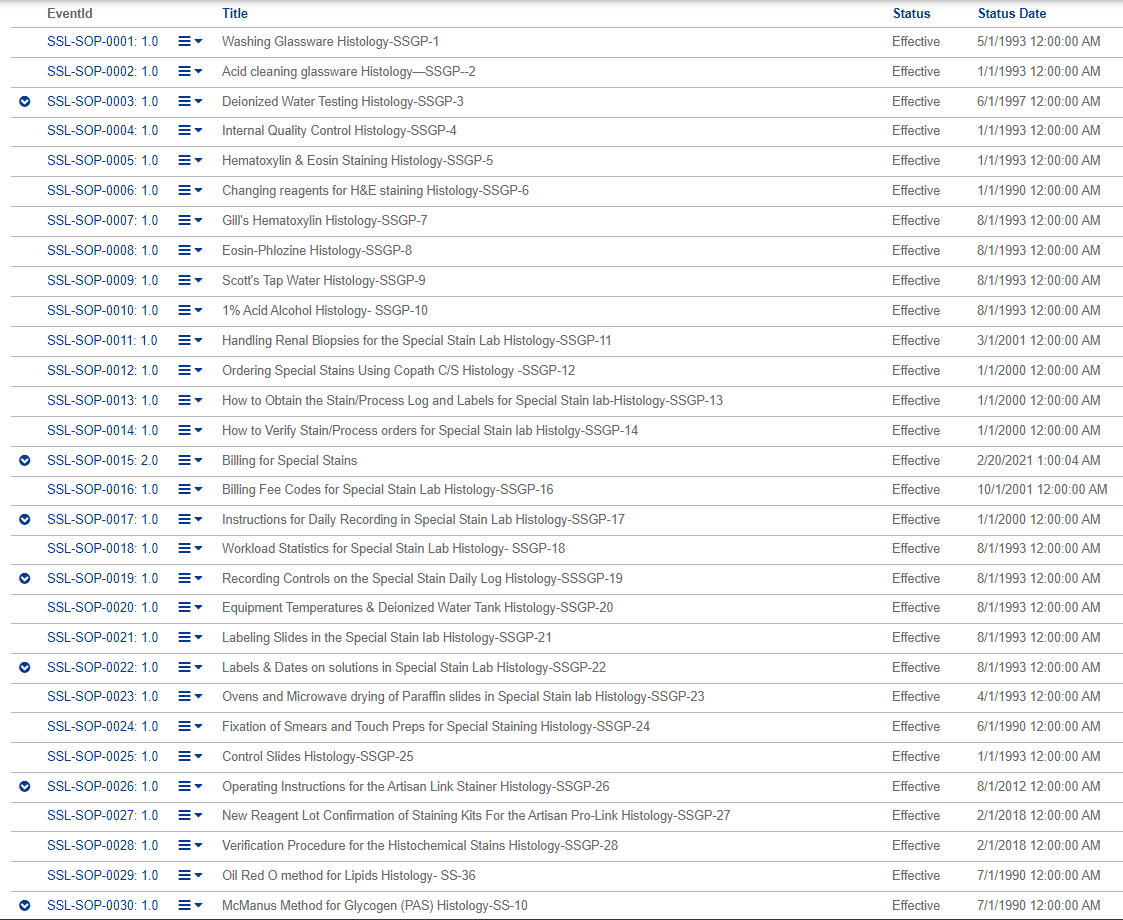 EventId Title Status Status Date
SSL-SOP-0001: 1.0 Washing Glassware Histology-SSGP-1 Effective 5/1/1993 12:00:00 AM
SSL-SOP-0002: 1.0 Acid cleaning glassware Histology—SSGP--2 Effective 1/1/1993 12:00:00 AM
SSL-SOP-0003: 1.0 Deionized Water Testing Histology-SSGP-3 Effective 6/1/1997 12:00:00 AM
SSL-SOP-0004: 1.0 Internal Quality Control Histology-SSGP-4 Effective 1/1/1993 12:00:00 AM
SSL-SOP-0005: 1.0 Hematoxylin & Eosin Staining Histology-SSGP-5 Effective 1/1/1993 12:00:00 AM
SSL-SOP-0006: 1.0 Changing reagents for H&E staining Histology-SSGP-6 Effective 1/1/1990 12:00:00 AM
SSL-SOP-0007: 1.0 Gill's Hematoxylin Histology-SSGP-7 Effective 8/1/1993 12:00:00 AM
SSL-SOP-0008: 1.0 Eosin-Phlozine Histology-SSGP-8 Effective 8/1/1993 12:00:00 AM
SSL-SOP-0009: 1.0 Scott's Tap Water Histology-SSGP-9 Effective 8/1/1993 12:00:00 AM
SSL-SOP-0010: 1.0 1% Acid Alcohol Histology- SSGP-10 Effective 8/1/1993 12:00:00 AM
SSL-SOP-0011: 1.0 Handling Renal Biopsies for the Special Stain Lab Histology-SSGP-11 Effective 3/1/2001 12:00:00 AM
SSL-SOP-0012: 1.0 Ordering Special Stains Using Copath C/S Histology -SSGP-12 Effective 1/1/2000 12:00:00 AM
SSL-SOP-0013: 1.0 How to Obtain the Stain/Process Log and Labels for Special Stain lab-Histology-SSGP-13 Effective 1/1/2000 12:00:00 AM
SSL-SOP-0014: 1.0 How to Verify Stain/Process orders for Special Stain lab Histolgy-SSGP-14 Effective 1/1/2000 12:00:00 AM
SSL-SOP-0015: 2.0 Billing for Special Stains Effective 2/20/2021 1:00:04 AM
SSL-SOP-0016: 1.0 Billing Fee Codes for Special Stain Lab Histology-SSGP-16 Effective 10/1/2001 12:00:00 AM
SSL-SOP-0017: 1.0 Instructions for Daily Recording in Special Stain Lab Histology-SSGP-17 Effective 1/1/2000 12:00:00 AM
SSL-SOP-0018: 1.0 Workload Statistics for Special Stain Lab Histology- SSGP-18 Effective 8/1/1993 12:00:00 AM
SSL-SOP-0019: 1.0 Recording Controls on the Special Stain Daily Log Histology-SSSGP-19 Effective 8/1/1993 12:00:00 AM
SSL-SOP-0020: 1.0 Equipment Temperatures & Deionized Water Tank Histology-SSGP-20 Effective 8/1/1993 12:00:00 AM
SSL-SOP-0021: 1.0 Labeling Slides in the Special Stain lab Histology-SSGP-21 Effective 8/1/1993 12:00:00 AM
SSL-SOP-0022: 1.0 Labels & Dates on solutions in Special Stain Lab Histology-SSGP-22 Effective 8/1/1993 12:00:00 AM
SSL-SOP-0023: 1.0 Ovens and Microwave drying of Paraffin slides in Special Stain lab Histology-SSGP-23 Effective 4/1/1993 12:00:00 AM
SSL-SOP-0024: 1.0 Fixation of Smears and Touch Preps for Special Staining Histology-SSGP-24 Effective 6/1/1990 12:00:00 AM
SSL-SOP-0025: 1.0 Control Slides Histology-SSGP-25 Effective 1/1/1993 12:00:00 AM
SSL-SOP-0026: 1.0 Operating Instructions for the Artisan Link Stainer Histology-SSGP-26 Effective 8/1/2012 12:00:00 AM
SSL-SOP-0027: 1.0 New Reagent Lot Confirmation of Staining Kits For the Artisan Pro-Link Histology-SSGP-27 Effective 2/1/2018 12:00:00 AM
SSL-SOP-0028: 1.0 Verification Procedure for the Histochemical Stains Histology-SSGP-28 Effective 2/1/2018 12:00:00 AM
SSL-SOP-0029: 1.0 Oil Red O method for Lipids Histology- SS-36 Effective 7/1/1990 12:00:00 AM
SSL-SOP-0030: 1.0 McManus Method for Glycogen (PAS) Histology-SS-10 Effective 7/1/1990 12:00:00 AM